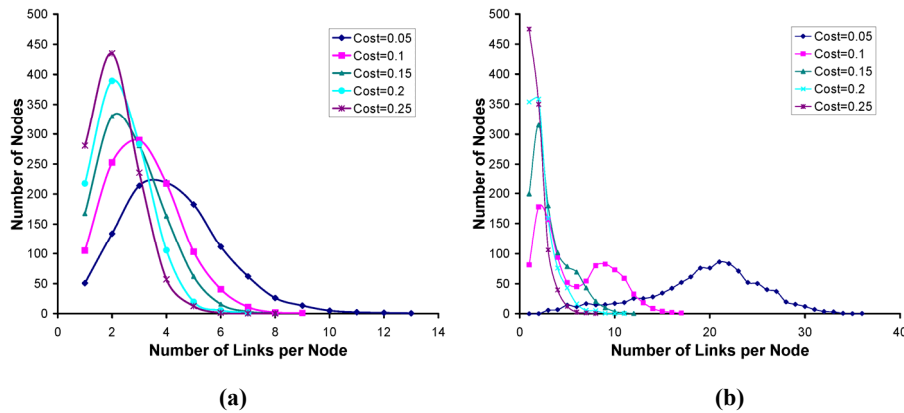 500
450
400
350
300
250
200
150
100
50
0
Number of Nodes
Cost=0.05
Cost=0.1
Cost=0.15
Cost=0.2
Cost=0.25
0 2 4 6 8 10 12 14
Number of Links per Node
(a)
500
450
400
350
300
250
200
150
100
50
0
Number of Nodes
Cost=0.05
Cost=0.1
Cost=0.15
Cost=0.2
Cost=0.25
0 10 20 30 40
Number of Links per Node
(b)